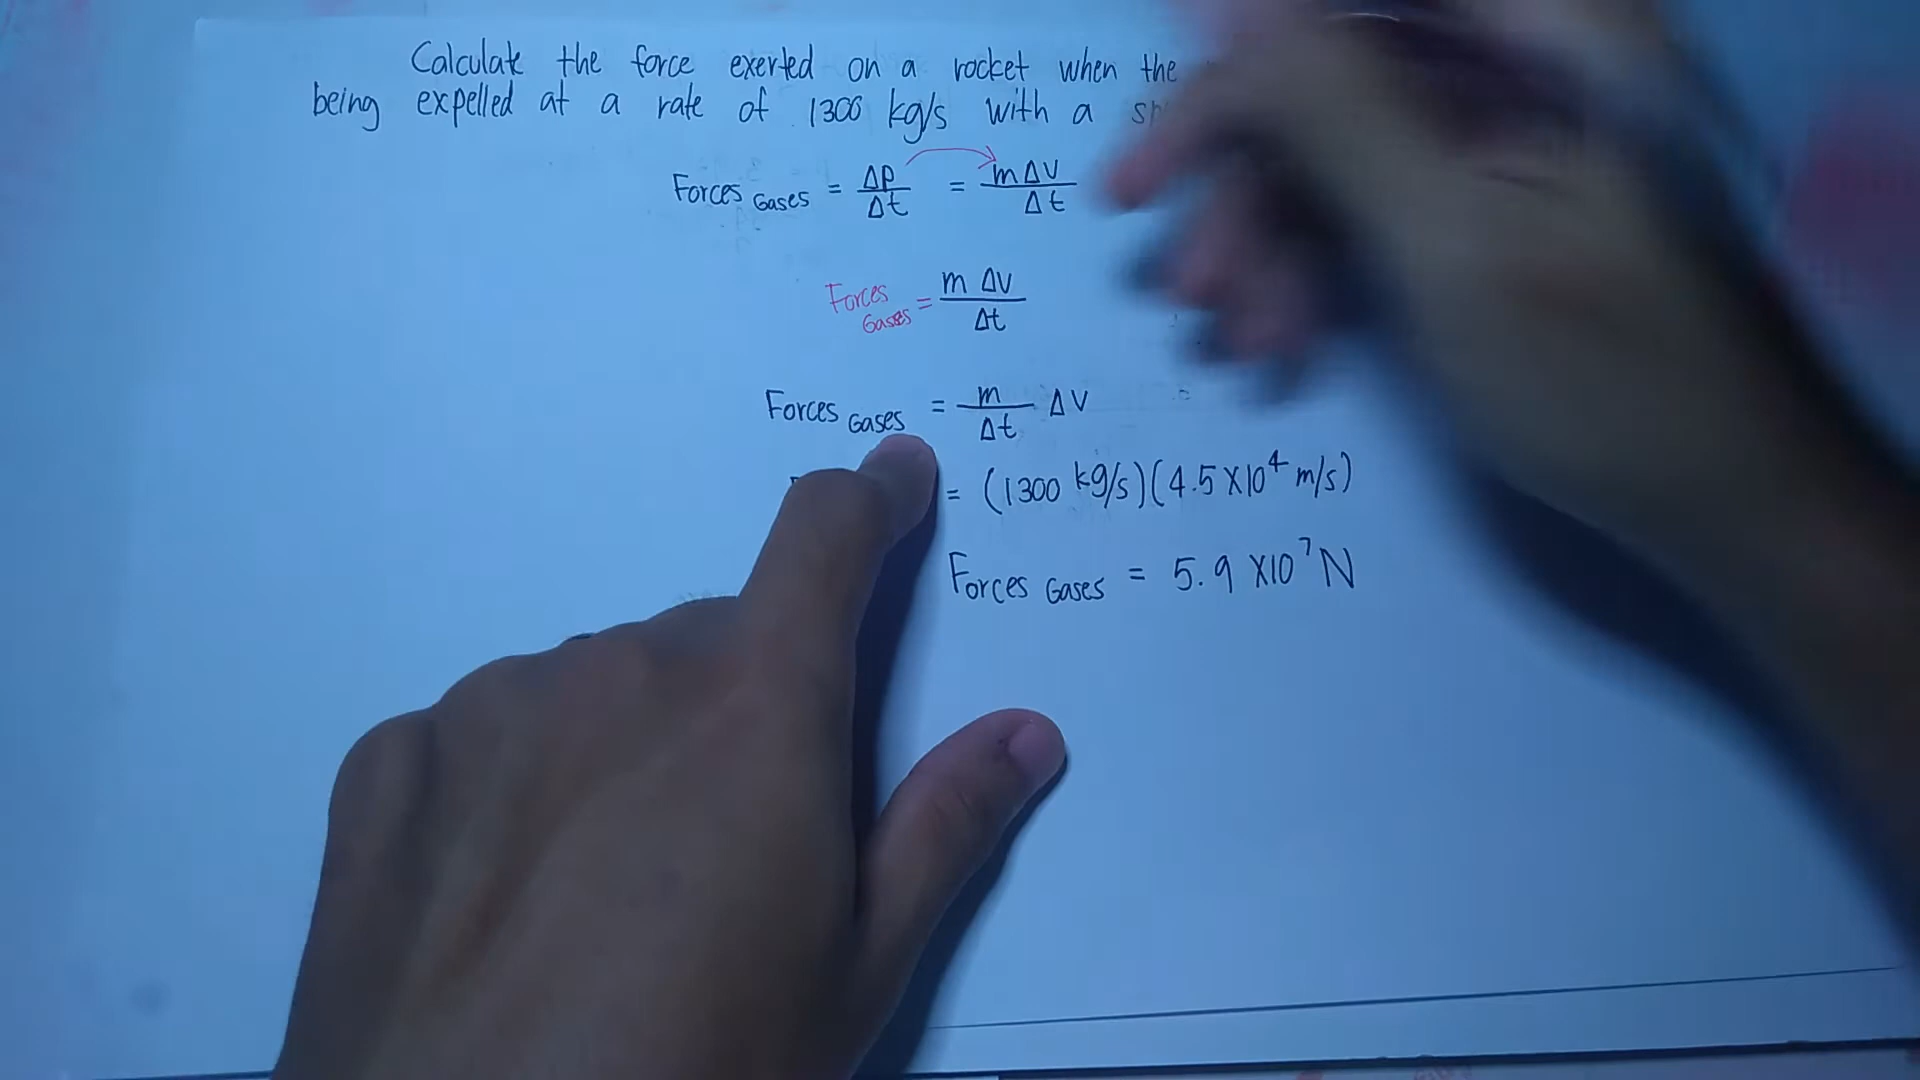 Calculate the force exerted on a rocket when the
being expelled at a rate of 1300 kg/s with a
Forces Gases = Δp/Δt = mΔv/Δt
Forces Gases = m Δv/Δt
Forces Gases = m/Δt Δv
= (1300 kg/s)(4.5 x10⁴ m/s)
Forces Gases = 5.9 x10⁷ N